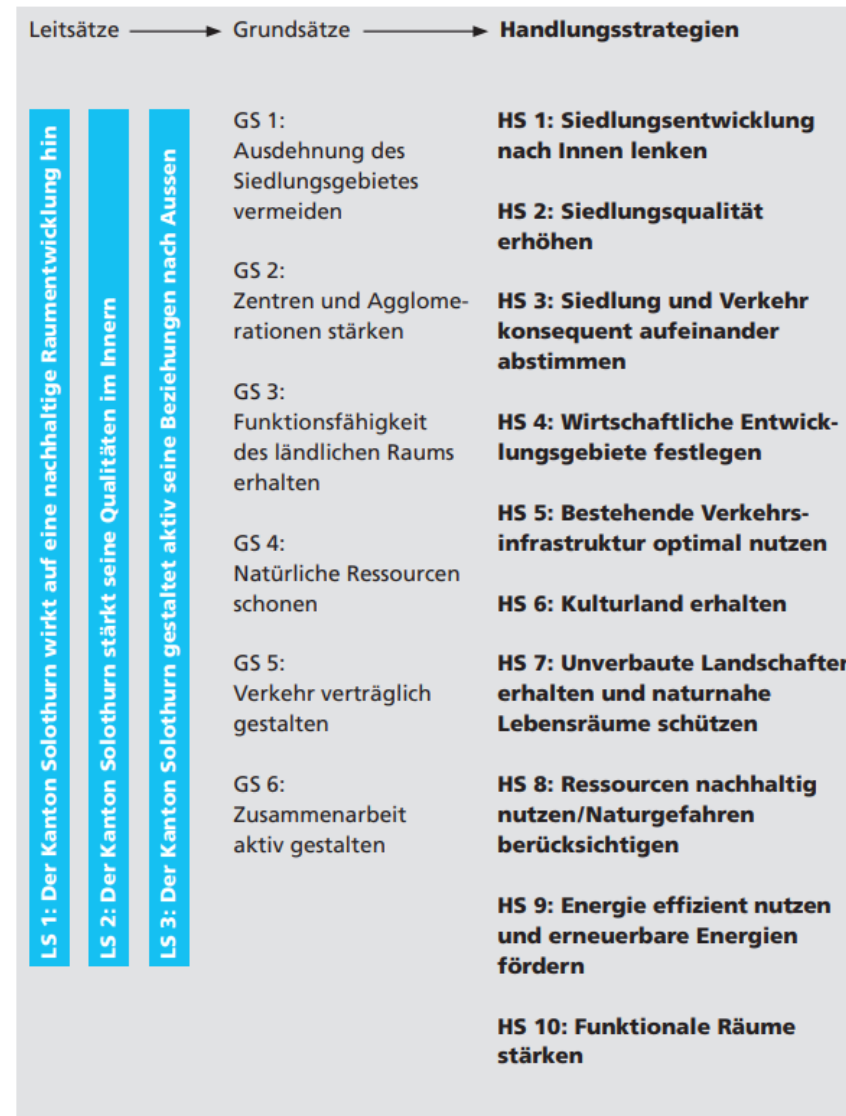 Leitsätze → Grundsätze → Handlungsstrategien
LS 1: Der Kanton Solothurn wirkt auf eine nachhaltige Raumentwicklung hin
LS 2: Der Kanton Solothurn stärkt seine Qualitäten im Innern
LS 3: Der Kanton Solothurn gestaltet aktiv seine Beziehungen nach Aussen
GS 1:
Ausdehnung des
Siedlungsgebietes
vermeiden
GS 2:
Zentren und Agglome-
rationen stärken
GS 3:
Funktionsfähigkeit
des ländlichen Raums
erhalten
GS 4:
Natürliche Ressourcen
schonen
GS 5:
Verkehr verträglich
gestalten
GS 6:
Zusammenarbeit
aktiv gestalten
HS 1: Siedlungsentwicklung
nach Innen lenken
HS 2: Siedlungsqualität
erhöhen
HS 3: Siedlung und Verkehr
konsequent aufeinander
abstimmen
HS 4: Wirtschaftliche Entwick-
lungsgebiete festlegen
HS 5: Bestehende Verkehrs-
infrastruktur optimal nutzen
HS 6: Kulturland erhalten
HS 7: Unverbaute Landschaften
erhalten und naturnahe
Lebensräume schützen
HS 8: Ressourcen nachhaltig
nutzen/Naturgefahren
berücksichtigen
HS 9: Energie effizient nutzen
und erneuerbare Energien
fördern
HS 10: Funktionale Räume
stärken